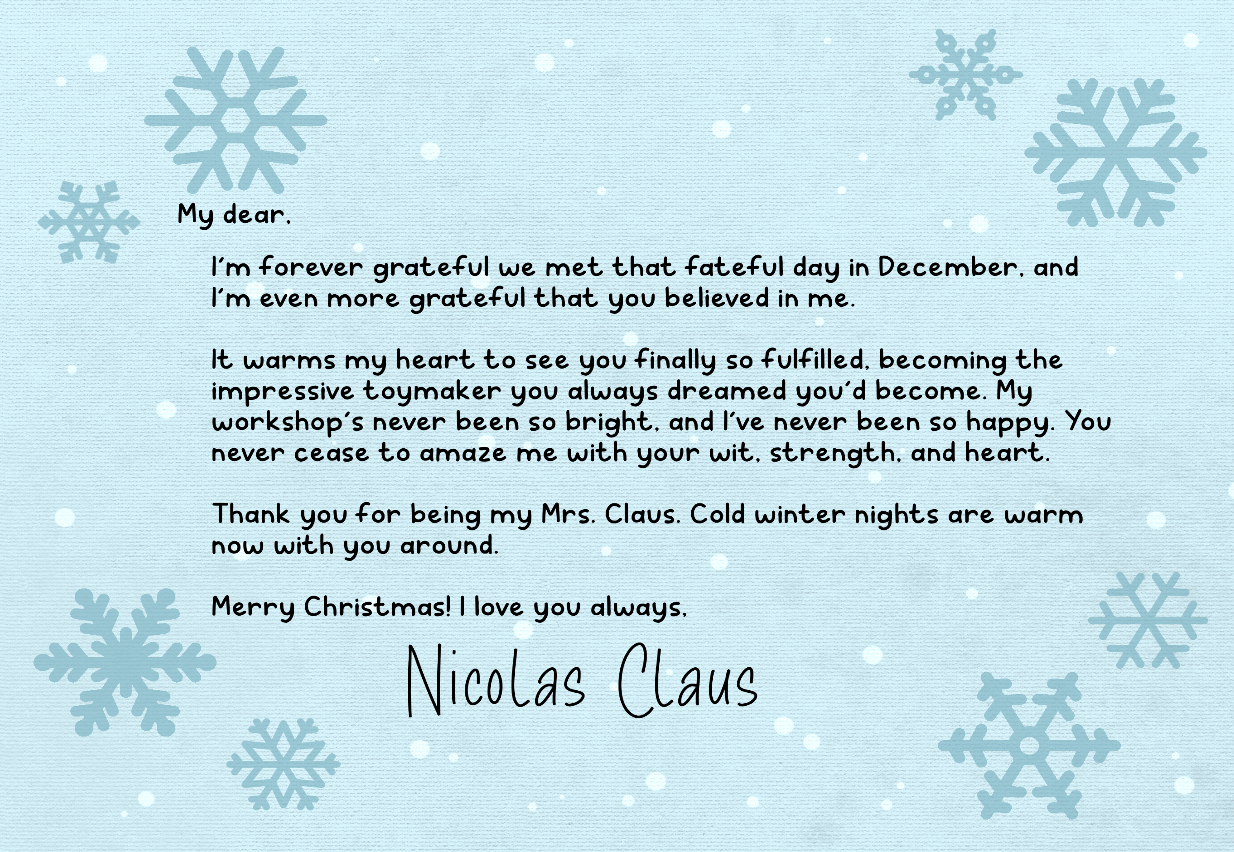 My dear,
I'm forever grateful we met that fateful day in December, and
I'm even more grateful that you believed in me.
It warms my heart to see you finally so fulfilled, becoming the
impressive toymaker you always dreamed you'd become. My
workshop's never been so bright, and I've never been so happy. You
never cease to amaze me with your wit, strength, and heart.
Thank you for being my Mrs. Claus. Cold winter nights are warm
now with you around.
Merry Christmas! I love you always,
Nicolas Claus